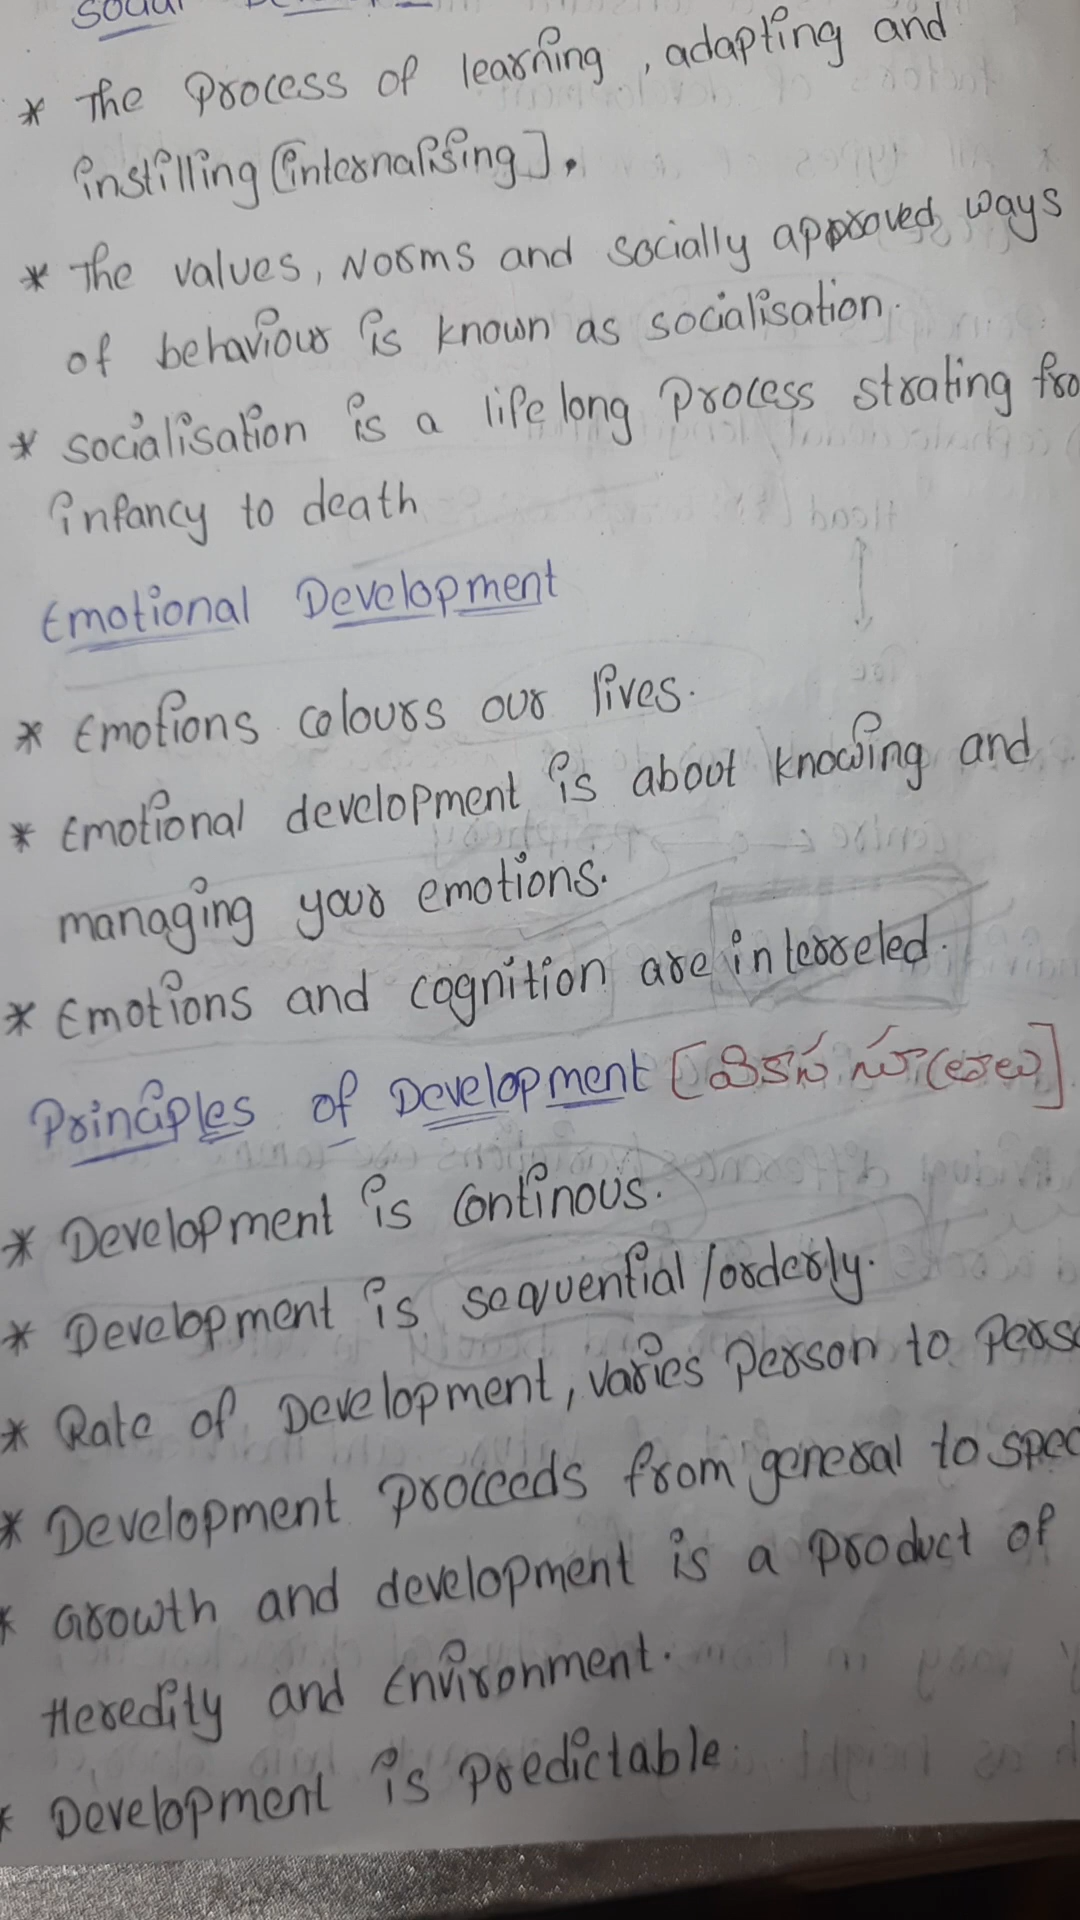 Social
* The Process of learning, adapting and
instilling [internalising].
* The values, Norms and socially approved ways
of behaviour is known as socialisation.
* socialisation is a life long process strating fro
infancy to death
Emotional Development
* Emotions colours our lives.
* Emotional development is about knowing and
managing your emotions.
* Emotions and cognition are interreled.
Principles of Development [ವಿಕಾಸ
* Development is continous.
* Development is sequential/orderly.
* Rate of Development, varies person to Perso
* Development proceeds from general to spec
* Growth and development is a product of
Heredity and Environment.
* Development is predictable.